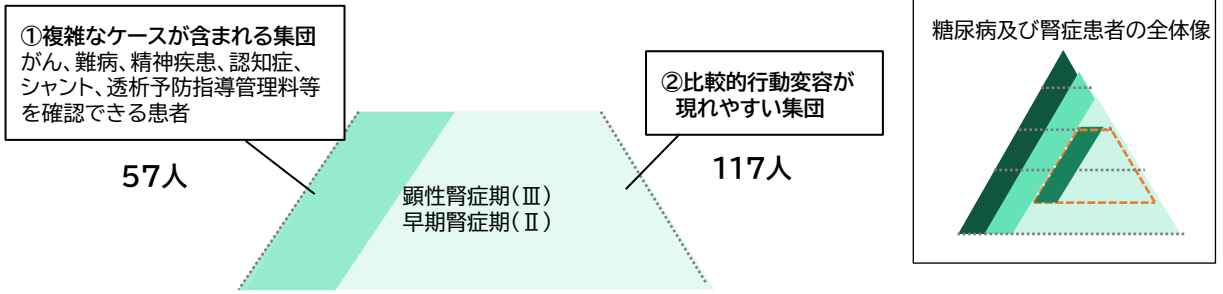 ①複雑なケースが含まれる集団
がん、難病、精神疾患、認知症、
シャント、透析予防指導管理料等
を確認できる患者
57人
顕性腎症期(Ⅲ)
早期腎症期(Ⅱ)
②比較的行動変容が
現れやすい集団
117人
糖尿病及び腎症患者の全体像